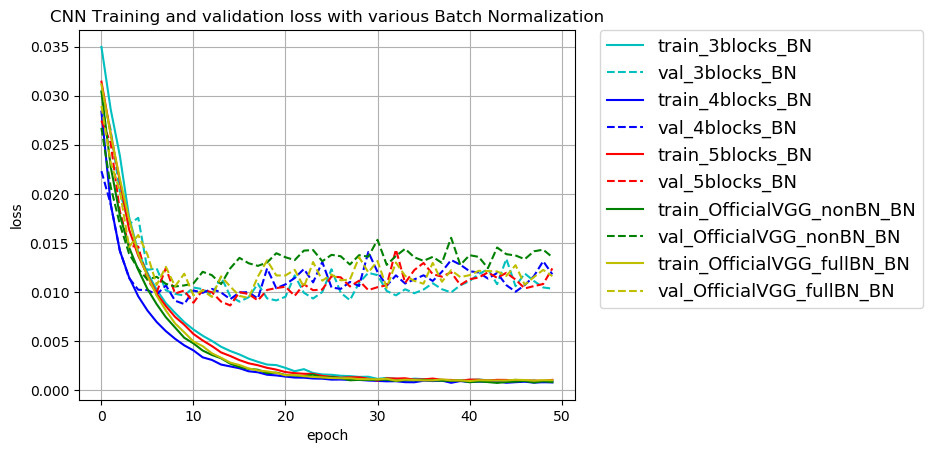 CNN Training and validation loss with various Batch Normalization
0.035
0.030
0.025
0.020
0.015
0.010
0.005
0.000
loss
0
10
20
30
40
50
epoch
train_3blocks_BN
val_3blocks_BN
train_4blocks_BN
val_4blocks_BN
train_5blocks_BN
val_5blocks_BN
train_OfficialVGG_nonBN_BN
val_OfficialVGG_nonBN_BN
train_OfficialVGG_fullBN_BN
val_OfficialVGG_fullBN_BN